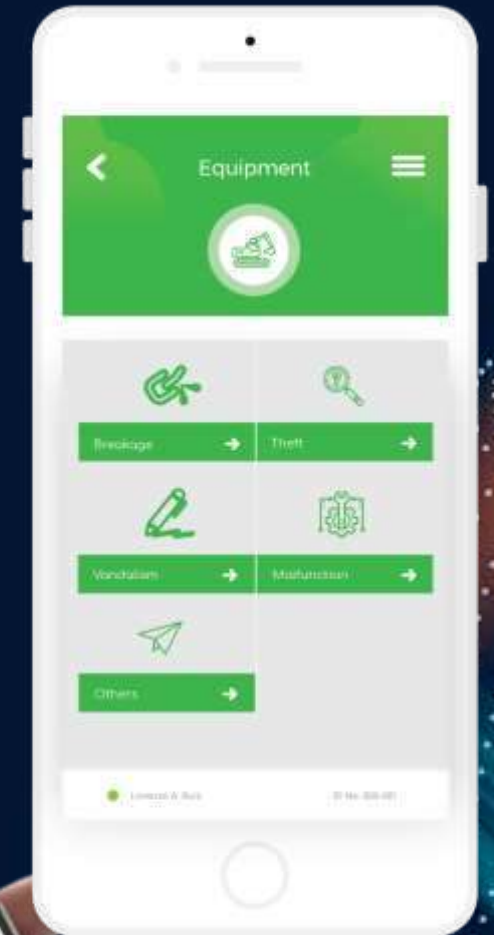 Equipment
Breakage
Theft
Vandalism
Malfunction
Others